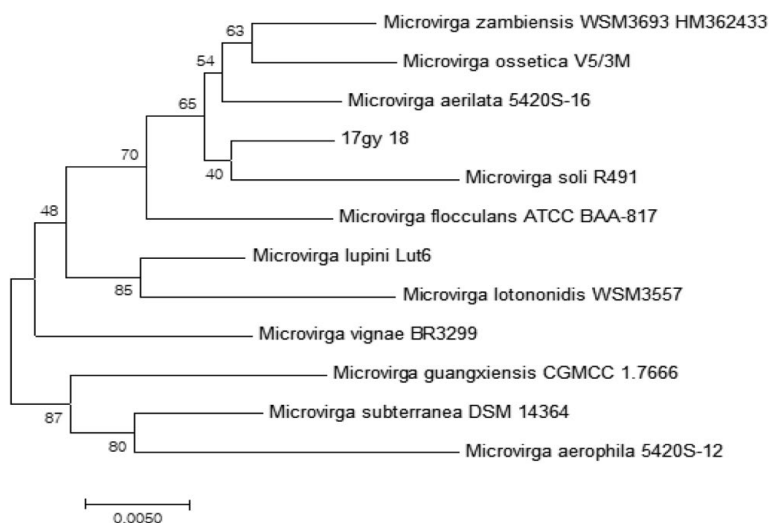 63
Microvirga zambiensis WSM3693 HM362433
54
Microvirga ossetica V5/3M
65
Microvirga aerilata 5420S-16
17gy 18
70
40
Microvirga soli R491
48
Microvirga flocculans ATCC BAA-817
Microvirga lupini Lut6
85
Microvirga lotononidis WSM3557
Microvirga vignae BR3299
Microvirga guangxiensis CGMCC 1.7666
87
Microvirga subterranea DSM 14364
80
Microvirga aerophila 5420S-12
0.0050